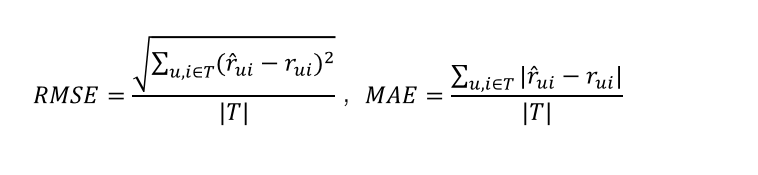 RMSE = √(∑_{u,i∈T}(r̂_{ui} − r_{ui})²) / |T| , MAE = ∑_{u,i∈T}|r̂_{ui} − r_{ui}| / |T|